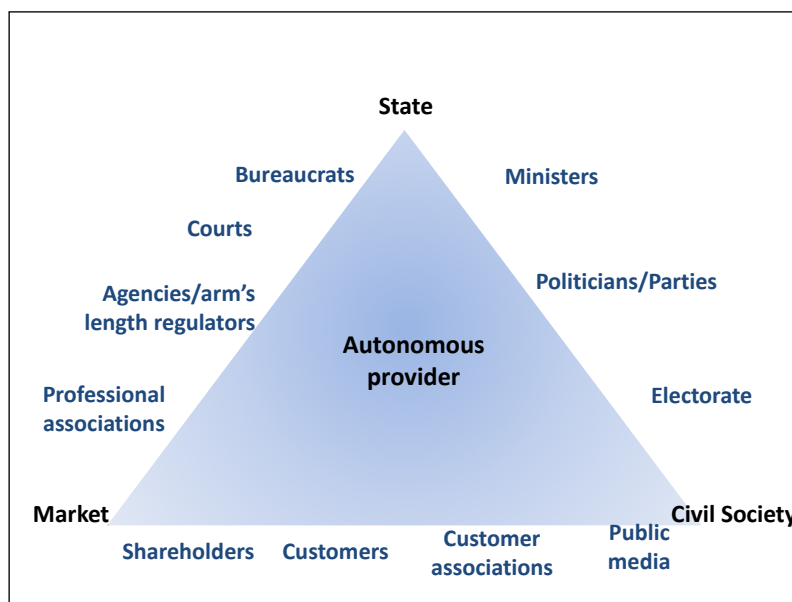 State
Bureaucrats
Ministers
Courts
Politicians/Parties
Agencies/arm's
length regulators
Autonomous
provider
Professional
associations
Electorate
Market
Civil Society
Shareholders
Customers
Customer
associations
Public
media